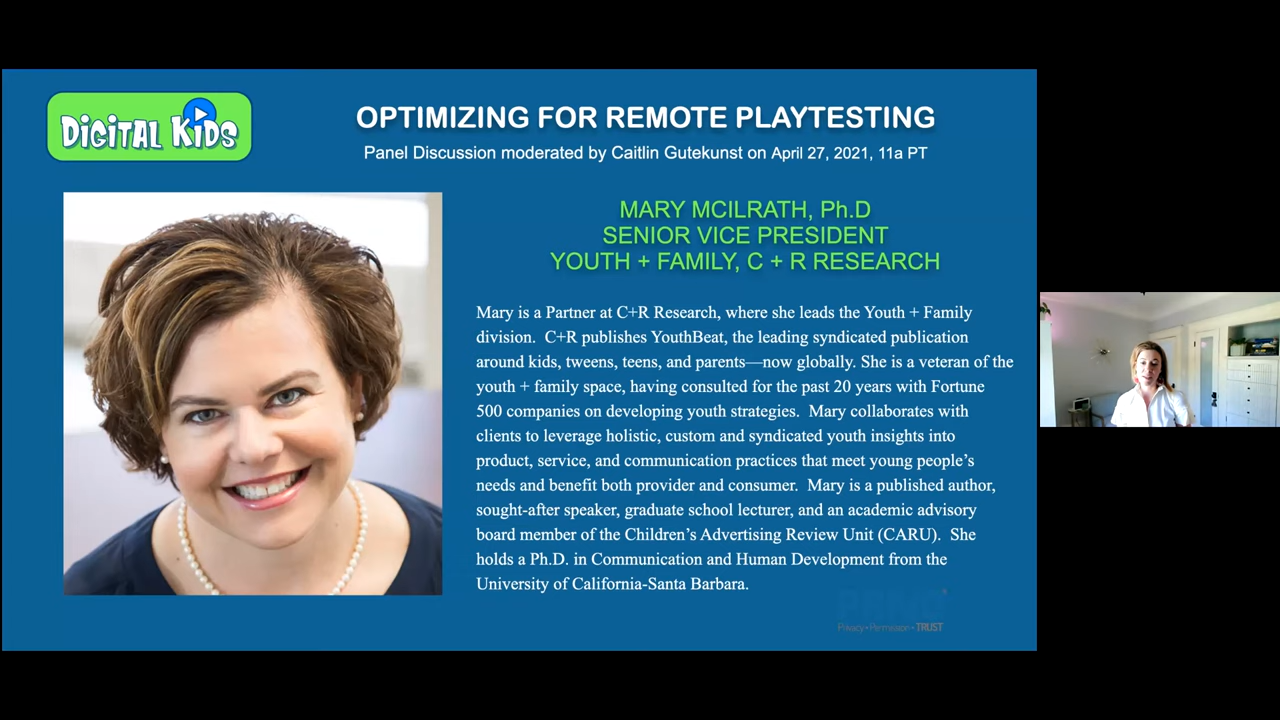 DiGiTAL KiDS
OPTIMIZING FOR REMOTE PLAYTESTING
Panel Discussion moderated by Caitlin Gutekunst on April 27, 2021, 11a PT
MARY MCILRATH, Ph.D
SENIOR VICE PRESIDENT
YOUTH + FAMILY, C + R RESEARCH
Mary is a Partner at C+R Research, where she leads the Youth + Family
division.  C+R publishes YouthBeat, the leading syndicated publication
around kids, tweens, teens, and parents—now globally. She is a veteran of the
youth + family space, having consulted for the past 20 years with Fortune
500 companies on developing youth strategies.  Mary collaborates with
clients to leverage holistic, custom and syndicated youth insights into
product, service, and communication practices that meet young people’s
needs and benefit both provider and consumer.  Mary is a published author,
sought-after speaker, graduate school lecturer, and an academic advisory
board member of the Children’s Advertising Review Unit (CARU).  She
holds a Ph.D. in Communication and Human Development from the
University of California-Santa Barbara.
Privacy • Permission • TRUST